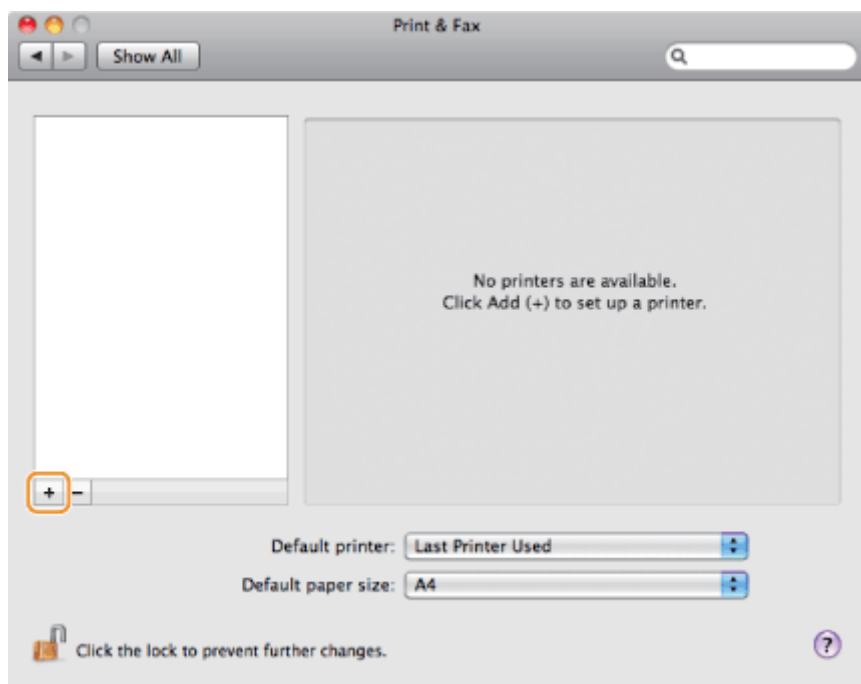 Print & Fax
Show All
No printers are available.
Click Add (+) to set up a printer.
+ −
Default printer: Last Printer Used
Default paper size: A4
Click the lock to prevent further changes.
?